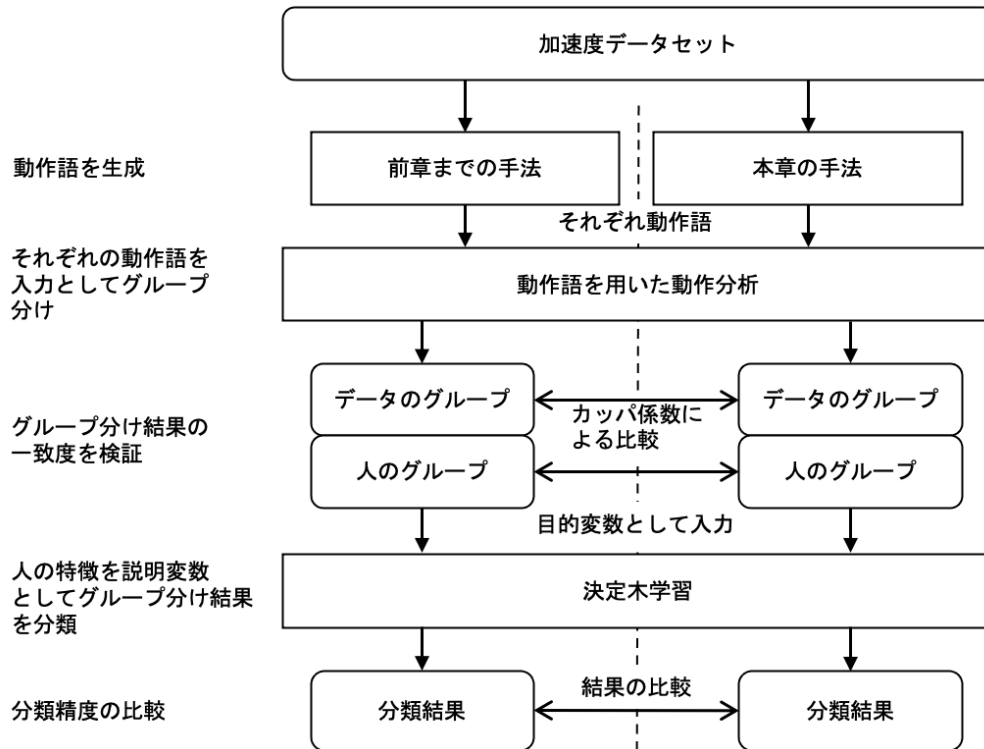 加速度データセット
動作語を生成
前章までの手法
本章の手法
それぞれ動作語
それぞれの動作語を
入力としてグループ
分け
動作語を用いた動作分析
データのグループ
データのグループ
カッパ係数に
よる比較
グループ分け結果の
一致度を検証
人のグループ
人のグループ
目的変数として入力
人の特徴を説明変数
としてグループ分け結果
を分類
決定木学習
結果の比較
分類精度の比較
分類結果
分類結果